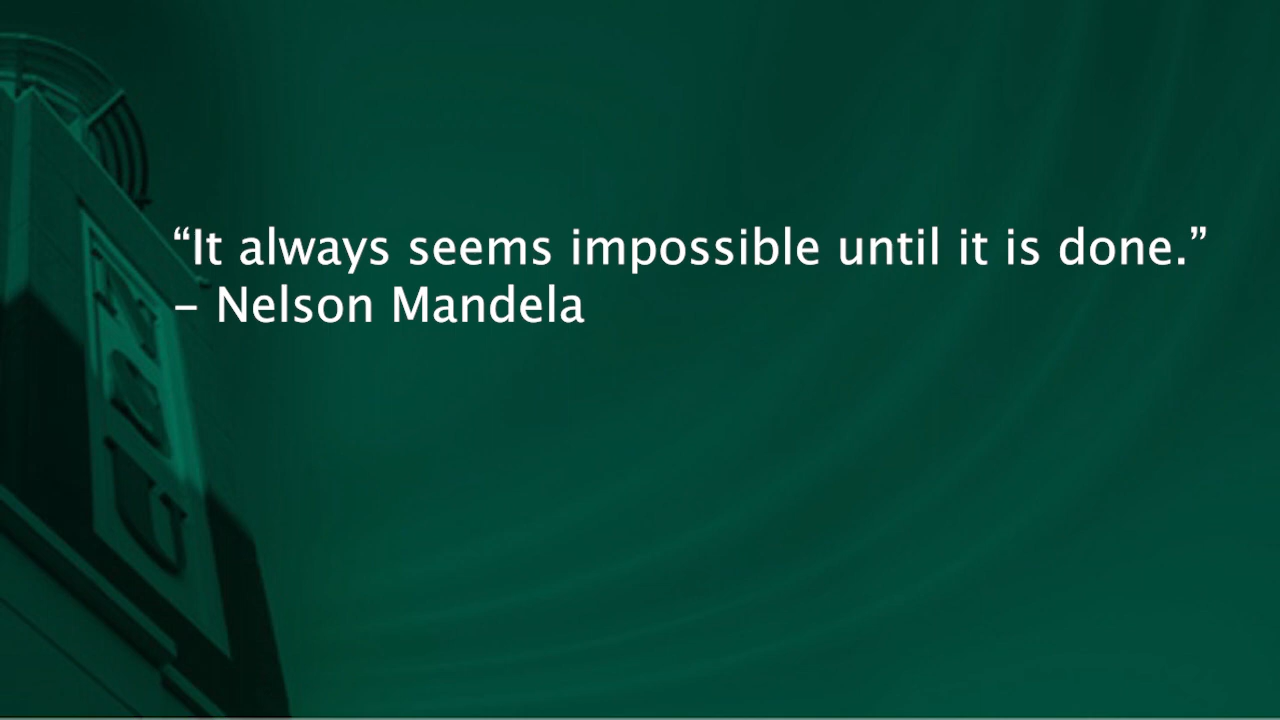 “It always seems impossible until it is done.”
– Nelson Mandela